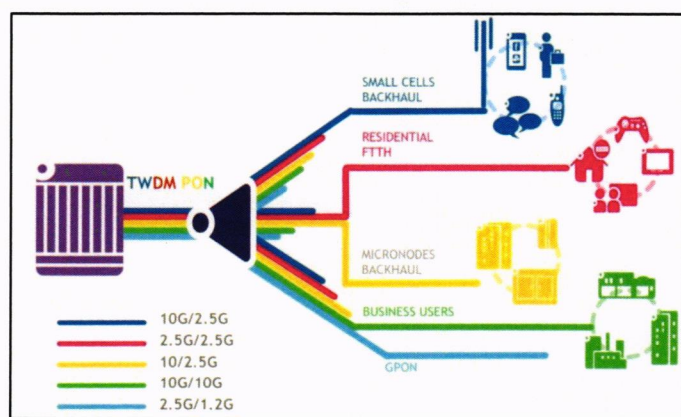 SMALL CELLS
BACKHAUL
RESIDENTIAL
FTTH
TWDM PON
MICRONODES
BACKHAUL
BUSINESS USERS
GPON
10G/2.5G
2.5G/2.5G
10/2.5G
10G/10G
2.5G/1.2G